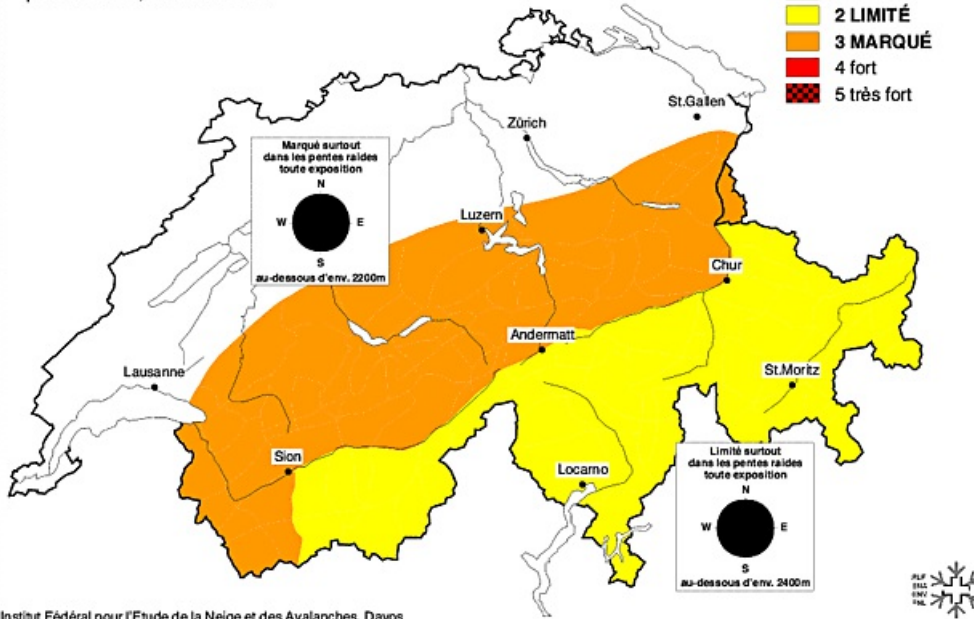 2 LIMITÉ
3 MARQUÉ
4 fort
5 très fort
St.Gallen
Zürich
Marqué surtout
dans les pentes raides
toute exposition
N
W E
S
au-dessous d'env. 2200m
Luzern
Chur
Andermatt
Lausanne
St.Moritz
Sion
Locarno
Limité surtout
dans les pentes raides
toute exposition
N
W E
S
au-dessous d'env. 2400m
Institut Fédéral pour l'Etude de la Neige et des Avalanches, Davos